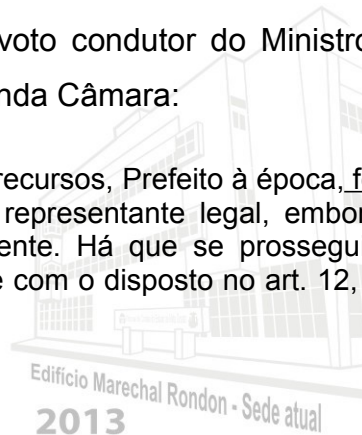 voto condutor do Ministro
nda Câmara:
recursos, Prefeito à época,
representante legal, embor
ente. Há que se prossegui
e com o disposto no art. 12,
Edifício Marechal Rondon - Sede atual
2013